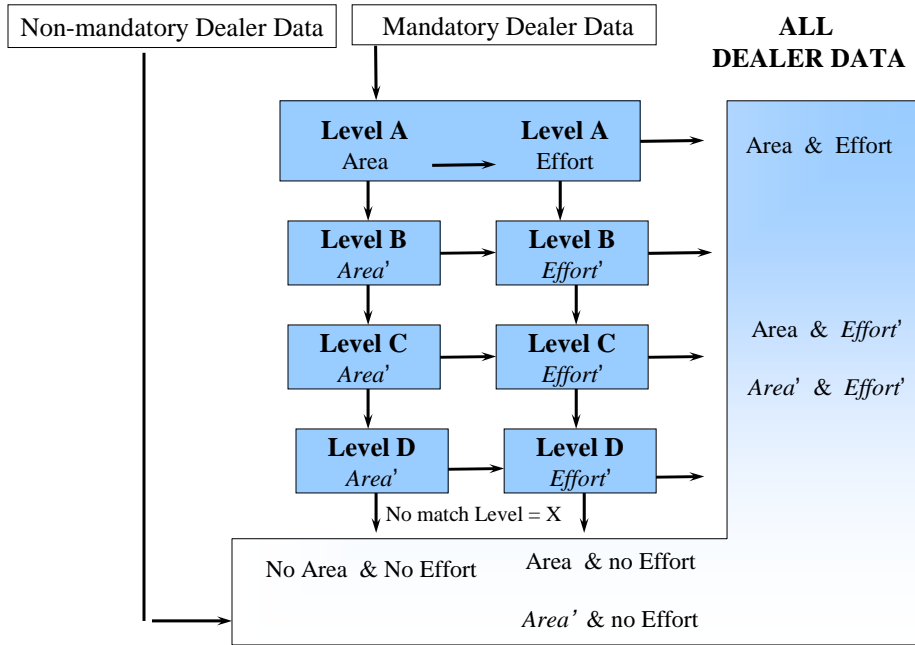 Non-mandatory Dealer Data
Mandatory Dealer Data
ALL
DEALER DATA
Level A
Area
Level A
Effort
Area & Effort
Level B
Area'
Level B
Effort'
Level C
Area'
Level C
Effort'
Area & Effort'
Area' & Effort'
Level D
Area'
Level D
Effort'
No match Level = X
No Area & No Effort
Area & no Effort
Area' & no Effort